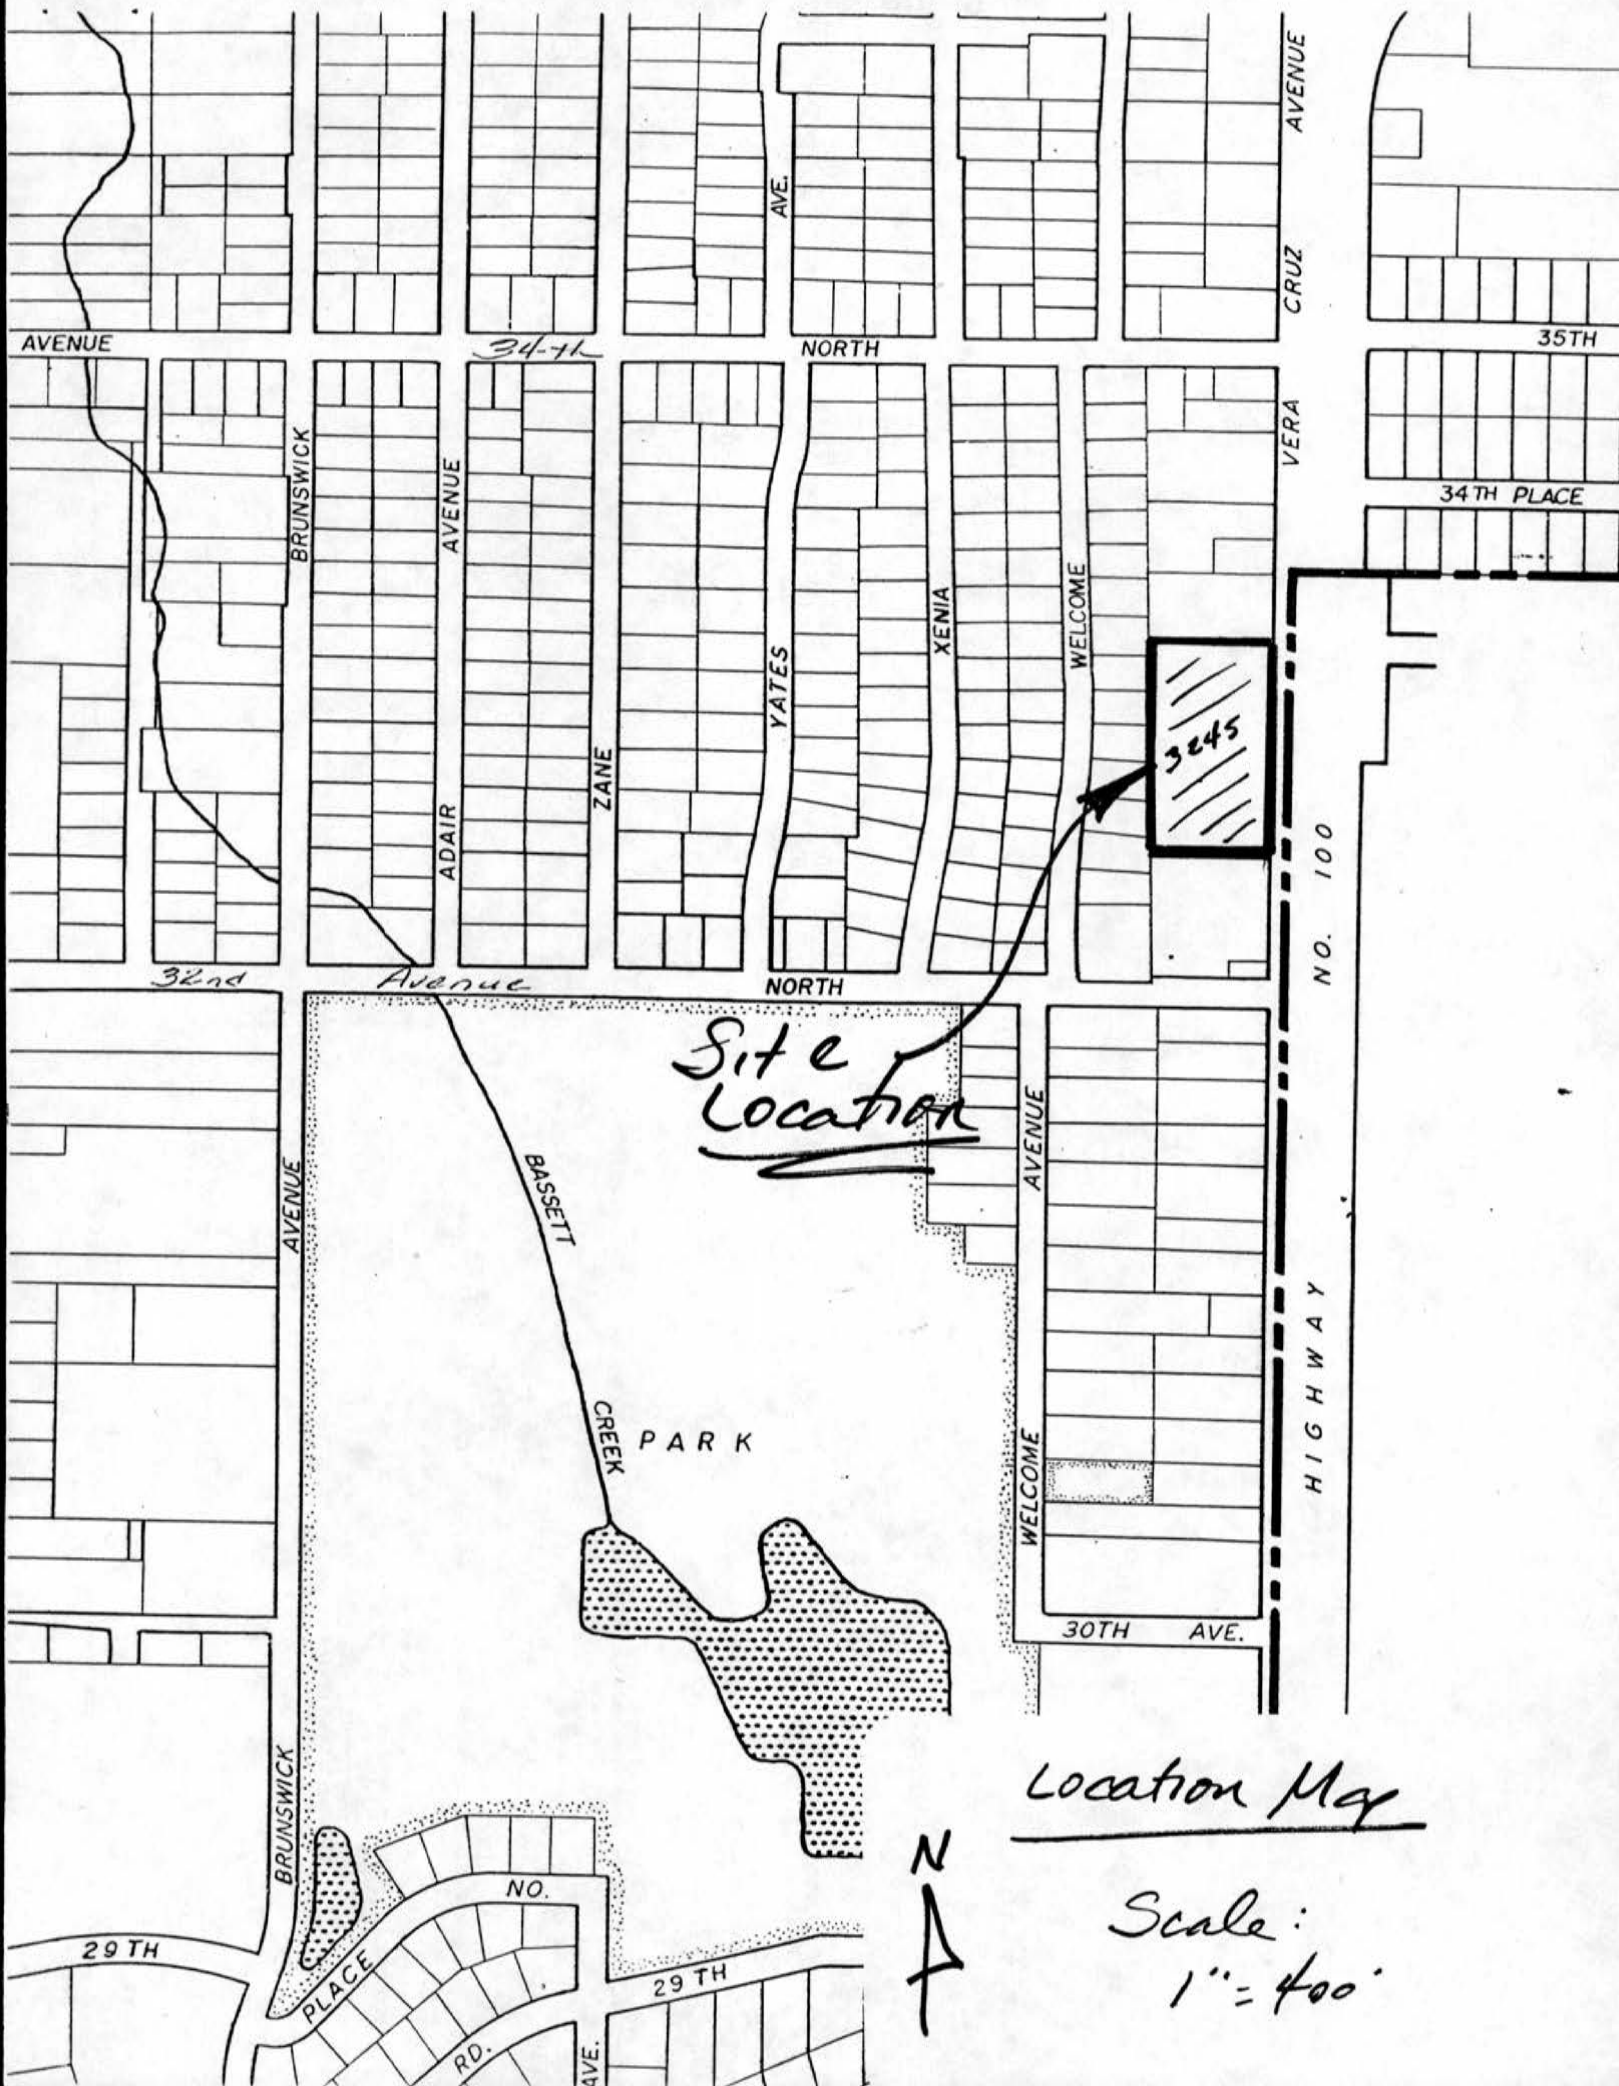 AVENUE
CRUZ
VERA
AVE.
AVENUE
34th
NORTH
35TH
34TH PLACE
BRUNSWICK
AVENUE
ADAIR
ZANE
YATES
XENIA
WELCOME
3245
32nd
Avenue
NORTH
NO. 100
HIGHWAY
Site
Location
AVENUE
BRUNSWICK
BASSETT
CREEK
PARK
AVENUE
WELCOME
30TH AVE.
Location Map
N
Scale:
1" = 400'
NO.
PLACE
29TH
29TH
RD.
AVE.